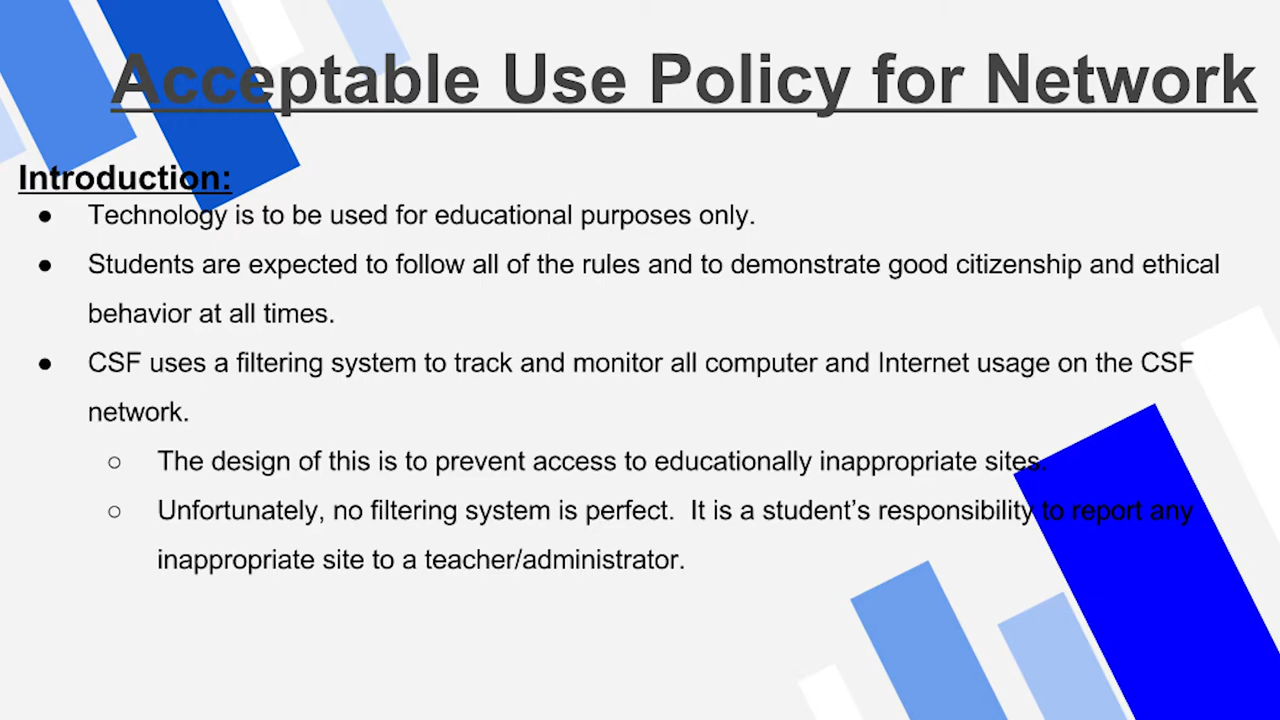 Acceptable Use Policy for Network
Introduction:
● Technology is to be used for educational purposes only.
● Students are expected to follow all of the rules and to demonstrate good citizenship and ethical
behavior at all times.
● CSF uses a filtering system to track and monitor all computer and Internet usage on the CSF
network.
○ The design of this is to prevent access to educationally inappropriate sites.
○ Unfortunately, no filtering system is perfect.  It is a student’s responsibility to report any
inappropriate site to a teacher/administrator.